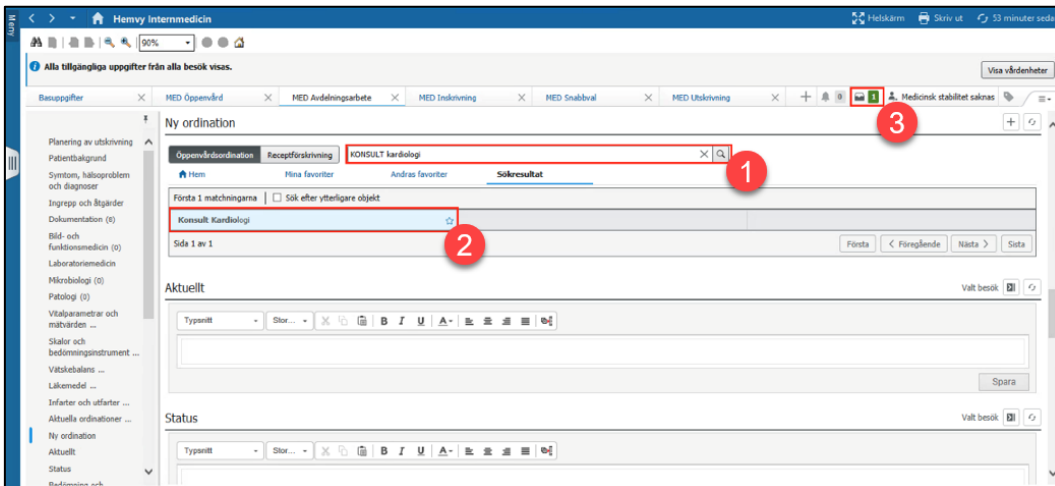 Meny
Hemvy Internmedicin
Helskärm
Skriv ut
53 minuter seda
90%
Alla tillgängliga uppgifter från alla besök visas.
Visa vårdenheter
Basuppgifter
MED Öppenvård
MED Avdelningsarbete
MED Inskrivning
MED Snabbval
MED Utskrivning
0
1
Medicinsk stabilitet saknas
3
Planering av utskrivning
Patientbakgrund
Symtom, hälsoproblem
och diagnoser
Ingrepp och åtgärder
Dokumentation (6)
Bild- och
funktionsmedicin (0)
Laboratoriemedicin
Mikrobiologi (0)
Patologi (0)
Vitalparametrar och
mätvärden ...
Skalor och
bedömningsinstrument ...
Vätskebalans ...
Läkemedel ...
Infarter och utfarter ...
Aktuella ordinationer ...
Ny ordination
Aktuellt
Status
Bedömning och
Ny ordination
Öppenvårdsordination
Receptförskrivning
KONSULT kardiologi
1
Hem
Mina favoriter
Andras favoriter
Sökresultat
Första 1 matchningarna
Sök efter ytterligare objekt
Konsult Kardiologi
2
Sida 1 av 1
Första
Föregående
Nästa
Sista
Aktuellt
Valt besök
Typsnitt
Stor...
B I U A
Spara
Status
Valt besök
Typsnitt
Stor...
B I U A